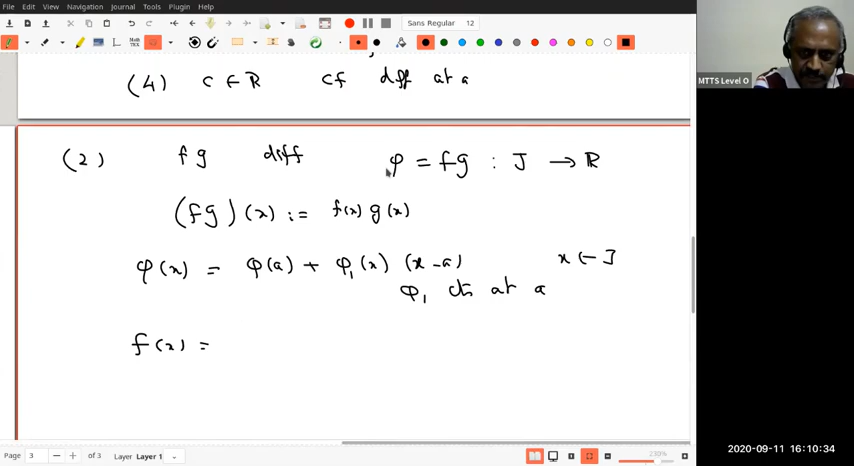 File Edit View Navigation Journal Tools Plugin Help
Sans Regular 12
(4) c ∈ ℝ cf diff at a
(2) fg diff φ = fg : J → ℝ
(fg)(x) := f(x) g(x)
φ(x) = φ(a) + φ₁(x) (x-a) x ∈ J
φ₁ cts at a
f(x) =
MTTS Level O
2020-09-11 16:10:34
Page 3 of 3 Layer Layer 1 230%